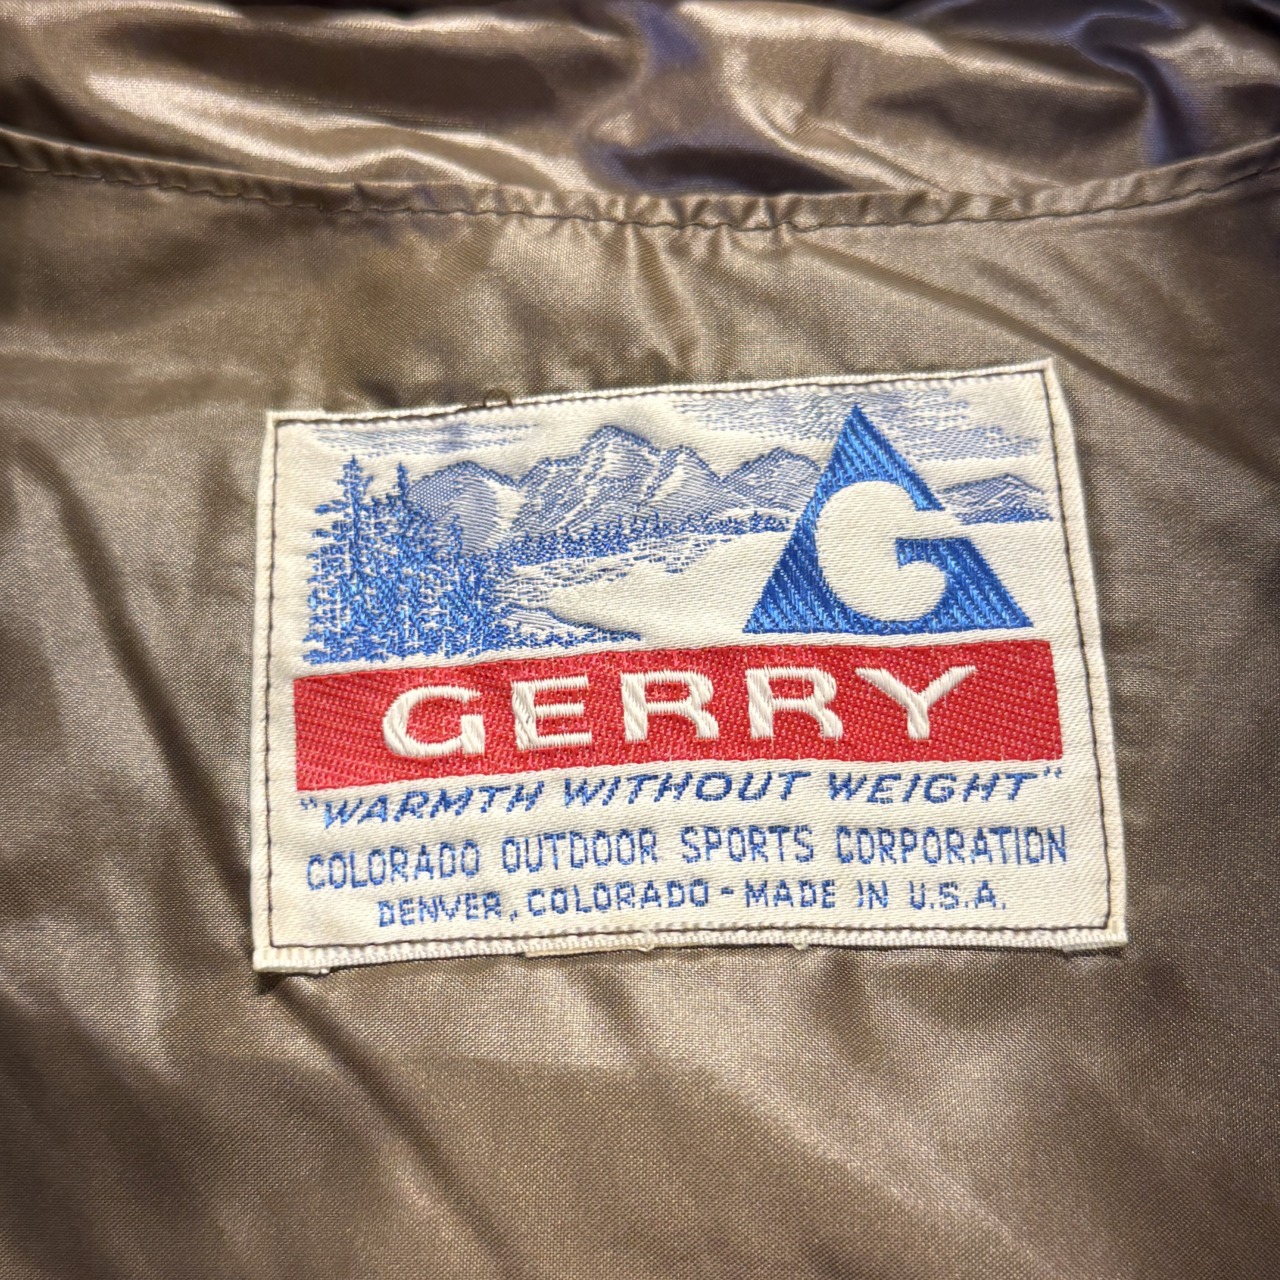 G
GERRY
"WARMTH WITHOUT WEIGHT"
COLORADO OUTDOOR SPORTS CORPORATION
DENVER, COLORADO - MADE IN U.S.A.